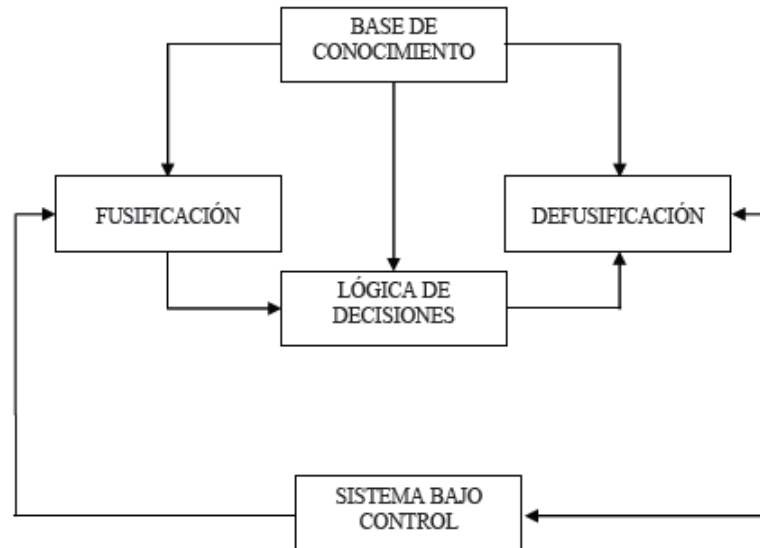 BASE DE
CONOCIMIENTO
FUSIFICACIÓN
DEFUSIFICACIÓN
LÓGICA DE
DECISIONES
SISTEMA BAJO
CONTROL